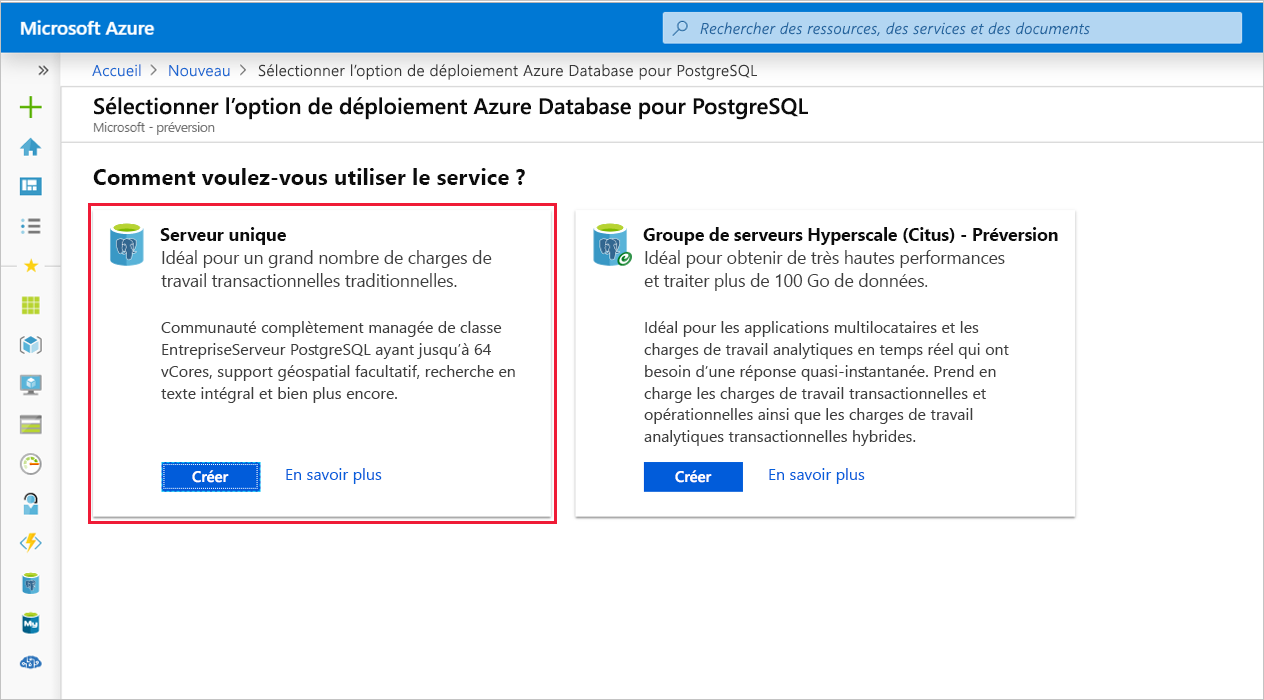 Microsoft Azure
Rechercher des ressources, des services et des documents
Accueil > Nouveau > Sélectionner l’option de déploiement Azure Database pour PostgreSQL
Sélectionner l’option de déploiement Azure Database pour PostgreSQL
Microsoft - préversion
Comment voulez-vous utiliser le service ?
Serveur unique
Idéal pour un grand nombre de charges de
travail transactionnelles traditionnelles.
Communauté complètement managée de classe
EntrepriseServeur PostgreSQL ayant jusqu’à 64
vCores, support géospatial facultatif, recherche en
texte intégral et bien plus encore.
Créer
En savoir plus
Groupe de serveurs Hyperscale (Citus) - Préversion
Idéal pour obtenir de très hautes performances
et traiter plus de 100 Go de données.
Idéal pour les applications multilocataires et les
charges de travail analytiques en temps réel qui ont
besoin d’une réponse quasi-instantanée. Prend en
charge les charges de travail transactionnelles et
opérationnelles ainsi que les charges de travail
analytiques transactionnelles hybrides.
Créer
En savoir plus
My